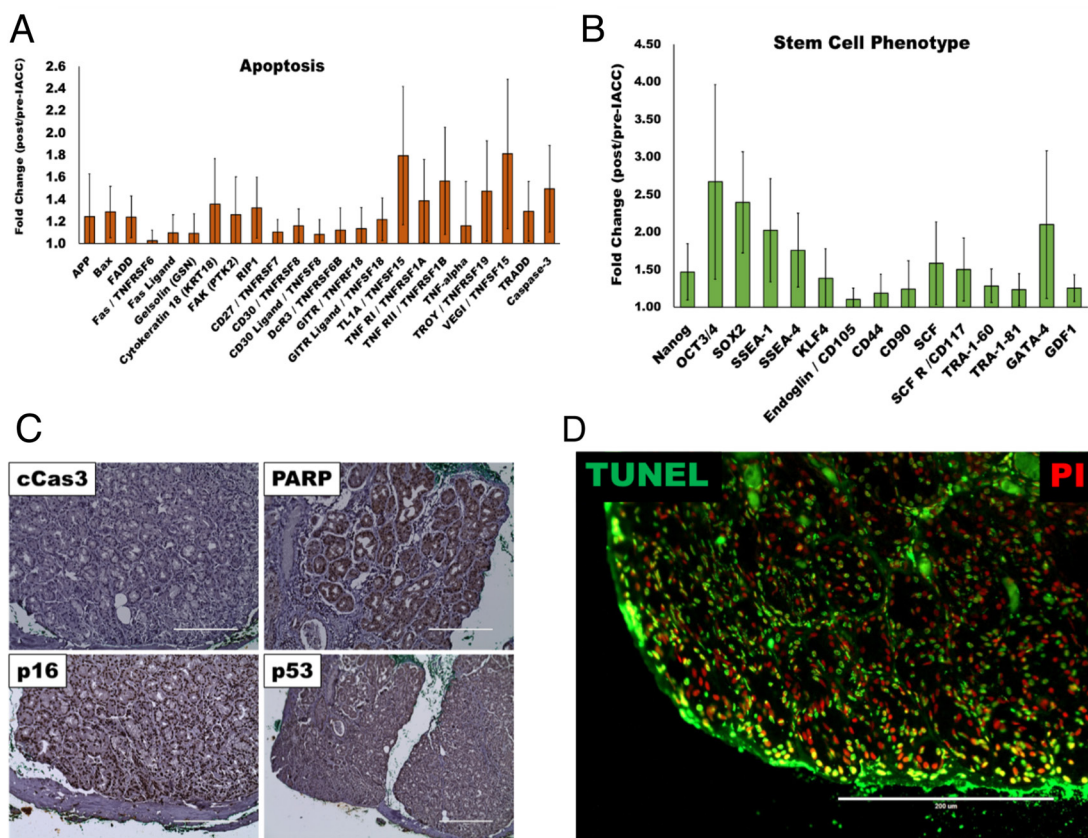 A
Apoptosis
Fold Change (post/pre-IACC)
2.6
2.4
2.2
2.0
1.8
1.6
1.4
1.2
1.0
APP
Bax
FADD
Fas / TNFRSF6
Fas Ligand
Gelsolin (GSN)
Cytokeratin 18 (KRT18)
FAK (PTK2)
RIP1
CD27 / TNFRSF7
CD30 / TNFRSF8
CD30 Ligand / TNFSF8
DcR3 / TNFRSF6B
GITR / TNFRF18
GITR Ligand / TNFSF18
TL1A / TNFSF15
TNF RI / TNFRSF1A
TNF RII / TNFRSF1B
TNF-alpha
TROY / TNFRSF19
VEGI / TNFSF15
TRADD
Caspase-3
B
Stem Cell Phenotype
Fold Change (post/pre-IACC)
4.50
4.00
3.50
3.00
2.50
2.00
1.50
1.00
Nanog
OCT3/4
SOX2
SSEA-1
SSEA-4
KLF4
Endoglin / CD105
CD44
CD90
SCF
SCF R /CD117
TRA-1-60
TRA-1-81
GATA-4
GDF1
C
cCas3
PARP
p16
p53
D
TUNEL
PI
200 um